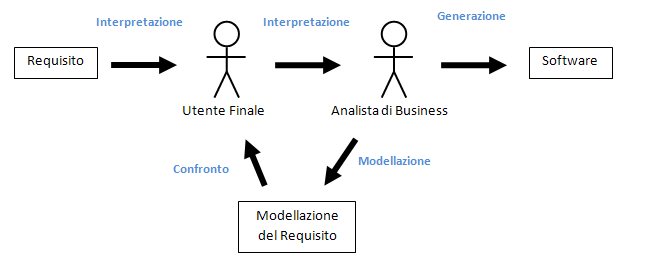 Interpretazione
Interpretazione
Generazione
Requisito
Software
Utente Finale
Analista di Business
Confronto
Modellazione
Modellazione
del Requisito